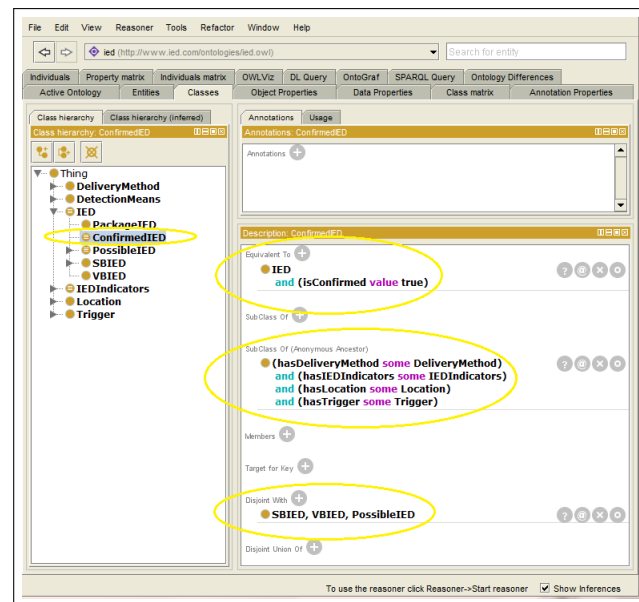 File Edit View Reasoner Tools Refactor Window Help
ied (http://www.ied.com/ontologies/ied.owl)
Search for entity
Individuals Property matrix Individuals matrix OWLViz DL Query OntoGraf SPARQL Query Ontology Differences
Active Ontology Entities Classes Object Properties Data Properties Class matrix Annotation Properties
Class hierarchy Class hierarchy (inferred)
Class hierarchy: ConfirmedIED
Thing
DeliveryMethod
DetectionMeans
IED
PackageIED
ConfirmedIED
PossibleIED
SBIED
VBIED
IEDIndicators
Location
Trigger
Annotations Usage
Annotations: ConfirmedIED
Annotations
Description: ConfirmedIED
Equivalent To
IED
and (isConfirmed value true)
SubClass Of
SubClass Of (Anonymous Ancestor)
(hasDeliveryMethod some DeliveryMethod)
and (hasIEDIndicators some IEDIndicators)
and (hasLocation some Location)
and (hasTrigger some Trigger)
Members
Target for Key
Disjoint With
SBIED, VBIED, PossibleIED
Disjoint Union Of
To use the reasoner click Reasoner->Start reasoner Show Inferences